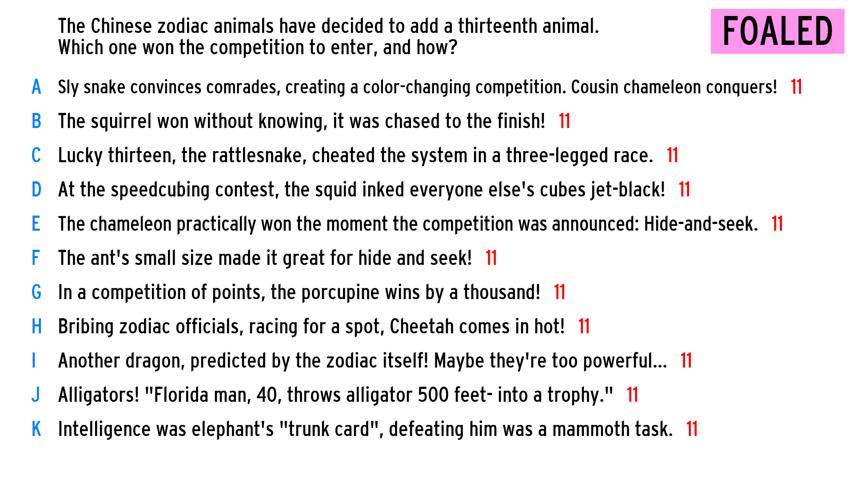 The Chinese zodiac animals have decided to add a thirteenth animal.
Which one won the competition to enter, and how?
FOALED
A Sly snake convinces comrades, creating a color-changing competition. Cousin chameleon conquers! 11
B The squirrel won without knowing, it was chased to the finish! 11
C Lucky thirteen, the rattlesnake, cheated the system in a three-legged race. 11
D At the speedcubing contest, the squid inked everyone else's cubes jet-black! 11
E The chameleon practically won the moment the competition was announced: Hide-and-seek. 11
F The ant's small size made it great for hide and seek! 11
G In a competition of points, the porcupine wins by a thousand! 11
H Bribing zodiac officials, racing for a spot, Cheetah comes in hot! 11
I Another dragon, predicted by the zodiac itself! Maybe they're too powerful... 11
J Alligators! "Florida man, 40, throws alligator 500 feet- into a trophy." 11
K Intelligence was elephant's "trunk card", defeating him was a mammoth task. 11